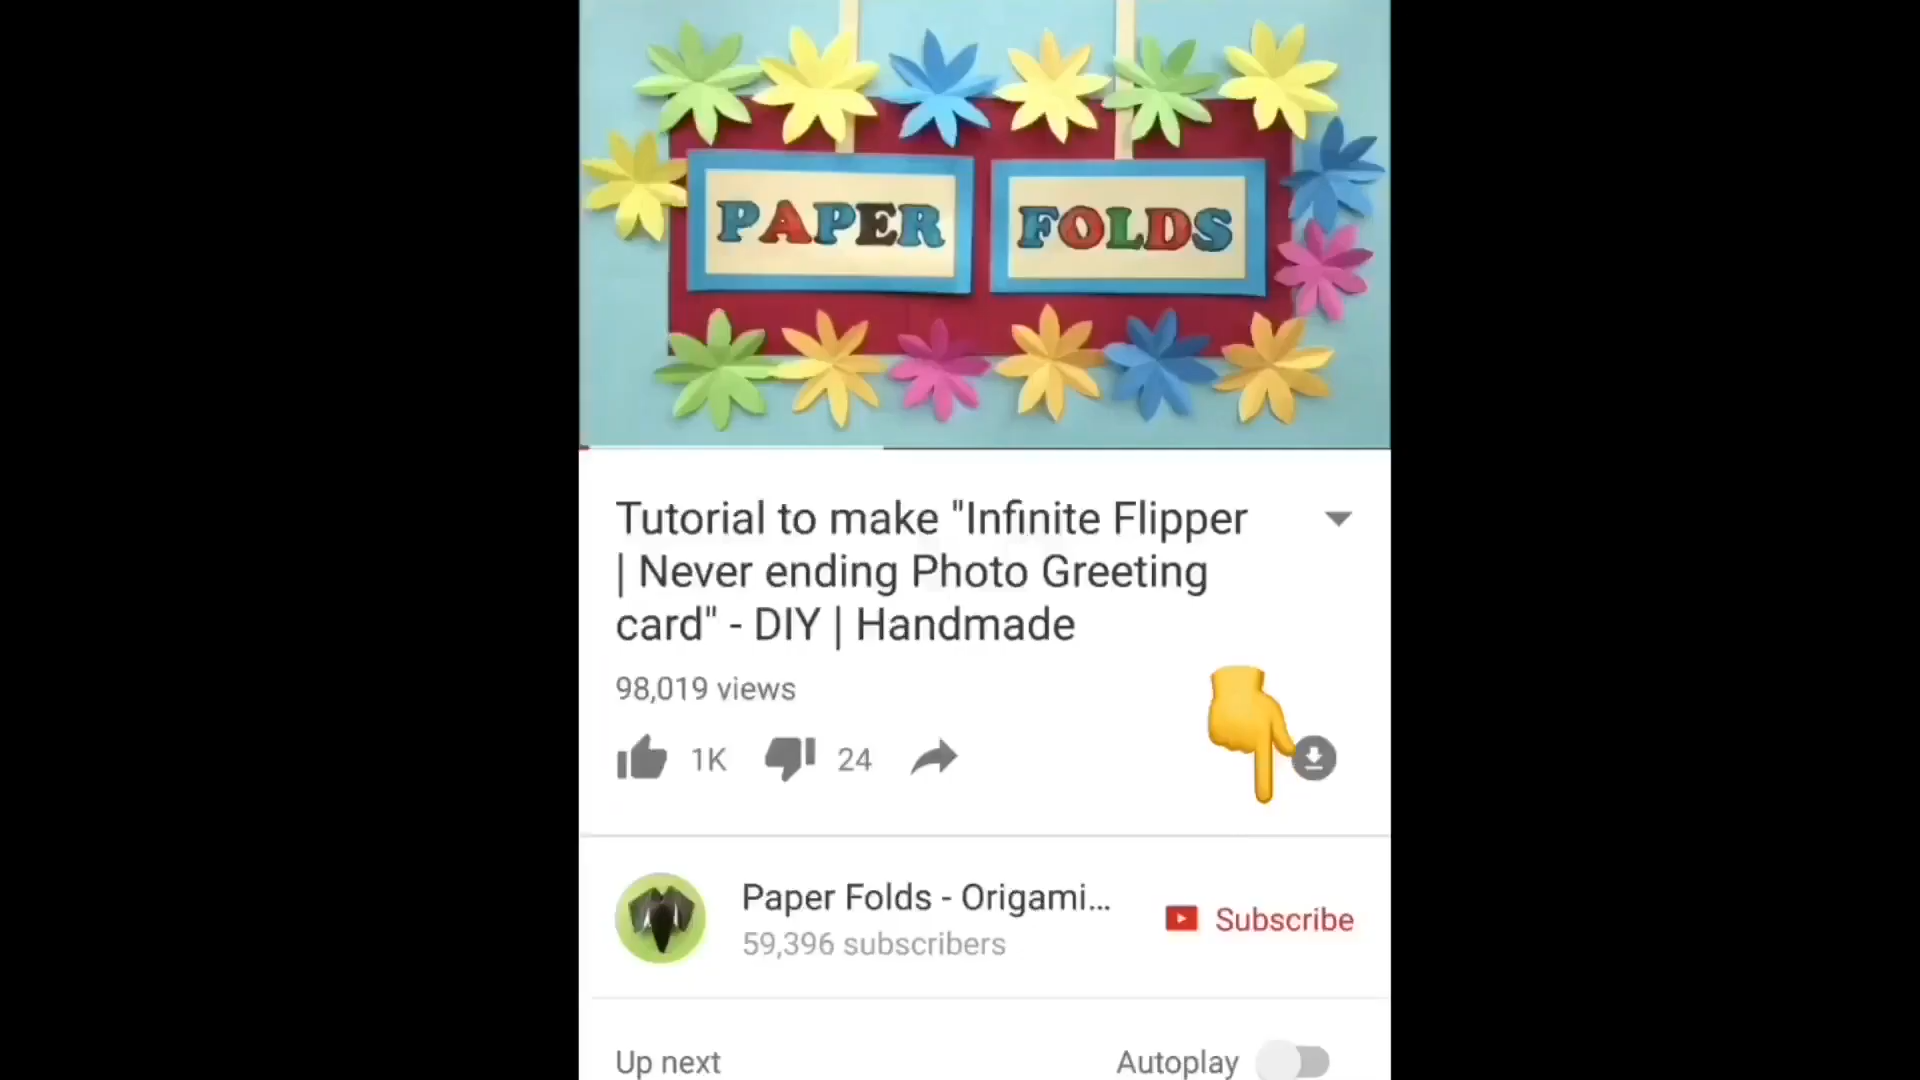 PAPER FOLDS
Tutorial to make "Infinite Flipper
| Never ending Photo Greeting
card" - DIY | Handmade
98,019 views
1K 24
Paper Folds - Origami...
59,396 subscribers
Subscribe
Up next
Autoplay